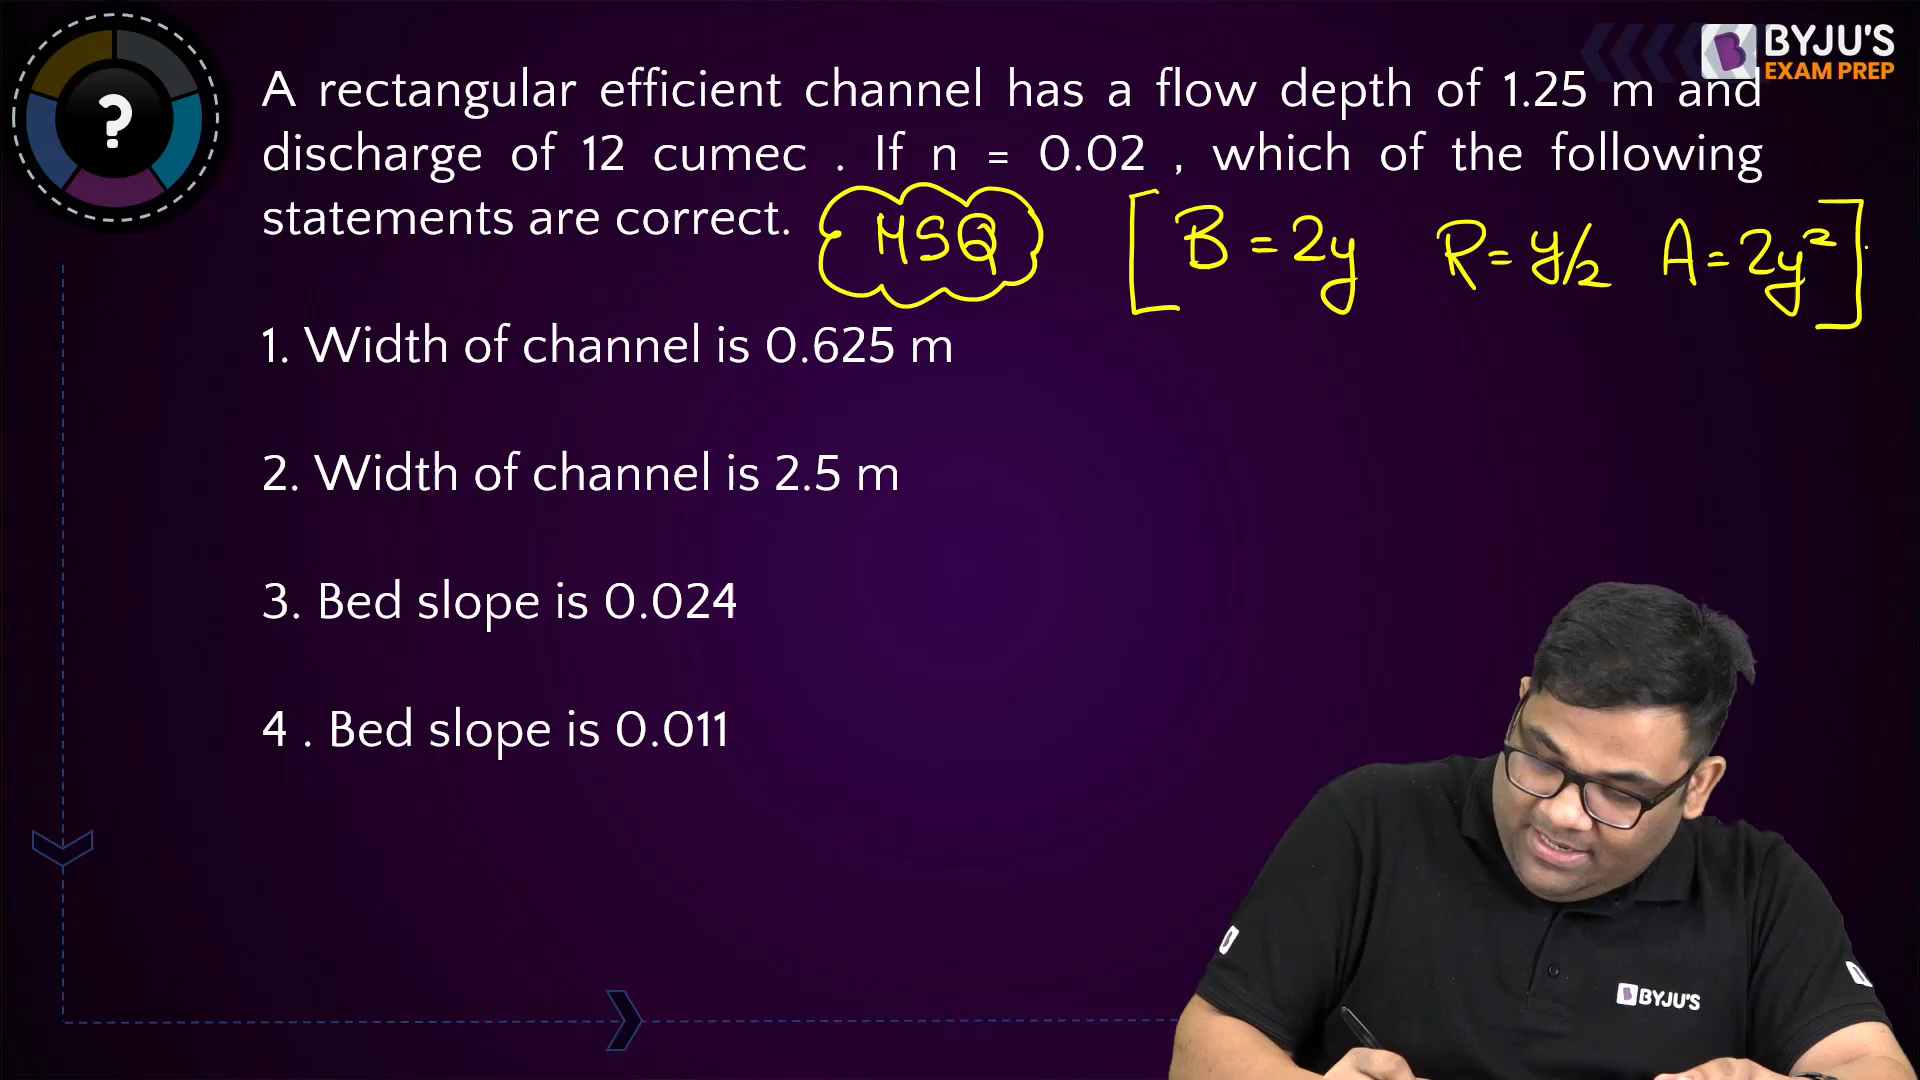 BYJU'S
EXAM PREP
?
A rectangular efficient channel has a flow depth of 1.25 m and
discharge of 12 cumec . If n = 0.02 , which of the following
statements are correct.
MSQ
[ B = 2y R = y/2 A = 2y² ]
1. Width of channel is 0.625 m
2. Width of channel is 2.5 m
3. Bed slope is 0.024
4 . Bed slope is 0.011
BYJU'S